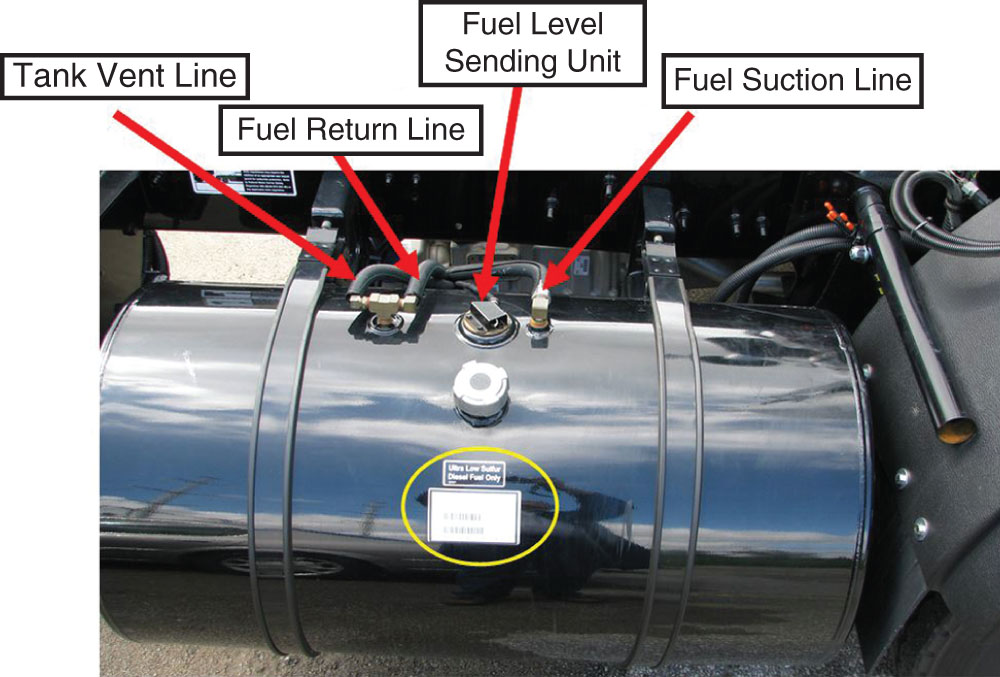 Fuel Level
Sending Unit
Tank Vent Line
Fuel Suction Line
Fuel Return Line
Ultra Low Sulfur
Diesel Fuel Only